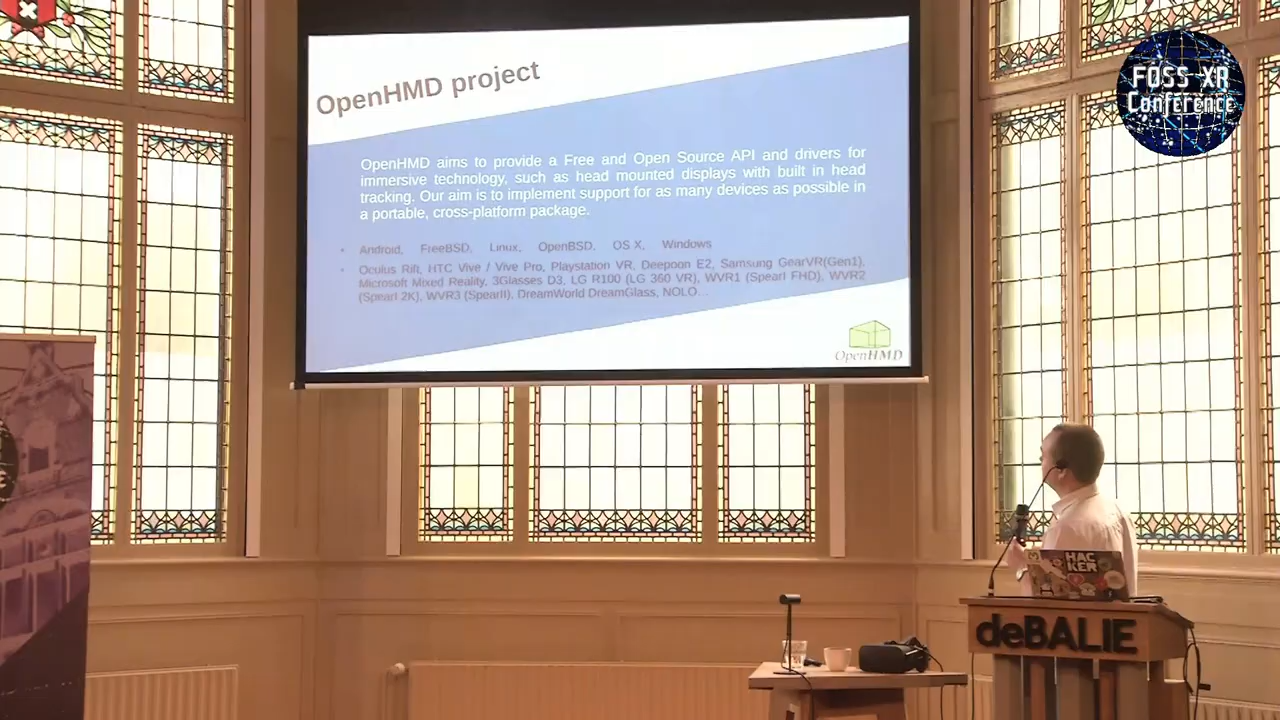 OpenHMD project
OpenHMD aims to provide a Free and Open Source API and drivers for
immersive technology, such as head mounted displays with built in head
tracking. Our aim is to implement support for as many devices as possible in
a portable, cross-platform package.
• Android, FreeBSD, Linux, OpenBSD, OS X, Windows
• Oculus Rift, HTC Vive / Vive Pro, Playstation VR, Deepoon E2, Samsung GearVR(Gen1),
Microsoft Mixed Reality, 3Glasses D3, LG R100 (LG 360 VR), WVR1 (Spearl FHD), WVR2
(Spearl 2K), WVR3 (SpearlI), DreamWorld DreamGlass, NOLO...
OpenHMD
FOSS XR
Conference
HAC
KER
deBALIE